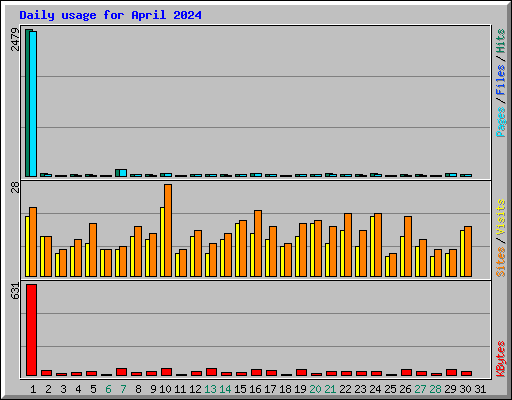 Daily usage for April 2024
2479
Pages / Files / Hits
28
Sites / Visits
631
KBytes
1 2 3 4 5 6 7 8 9 10 11 12 13 14 15 16 17 18 19 20 21 22 23 24 25 26 27 28 29 30 31